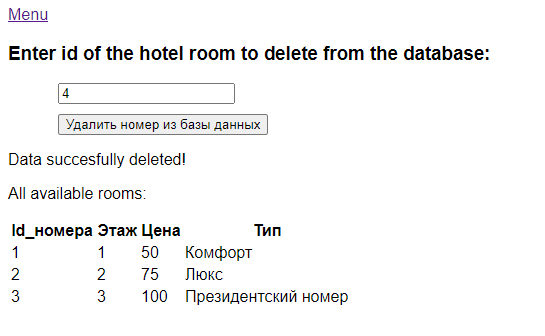 Menu
Enter id of the hotel room to delete from the database:
4
Удалить номер из базы данных
Data succesfully deleted!
All available rooms:
Id_номера Этаж Цена Тип
1 1 50 Комфорт
2 2 75 Люкс
3 3 100 Президентский номер